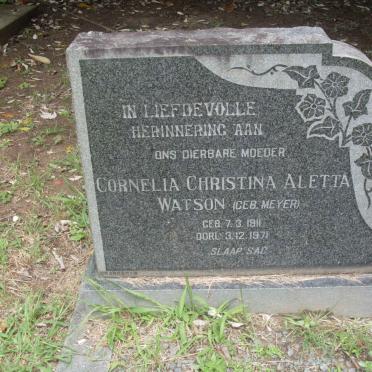 IN LIEFDEVOLLE
HERINNERING AAN
ONS DIERBARE MOEDER
CORNELIA CHRISTINA ALETTA
WATSON (GEB. MEYER)
GEB. 7.3.1911
OORL. 3.12.1971
SLAAP SAG